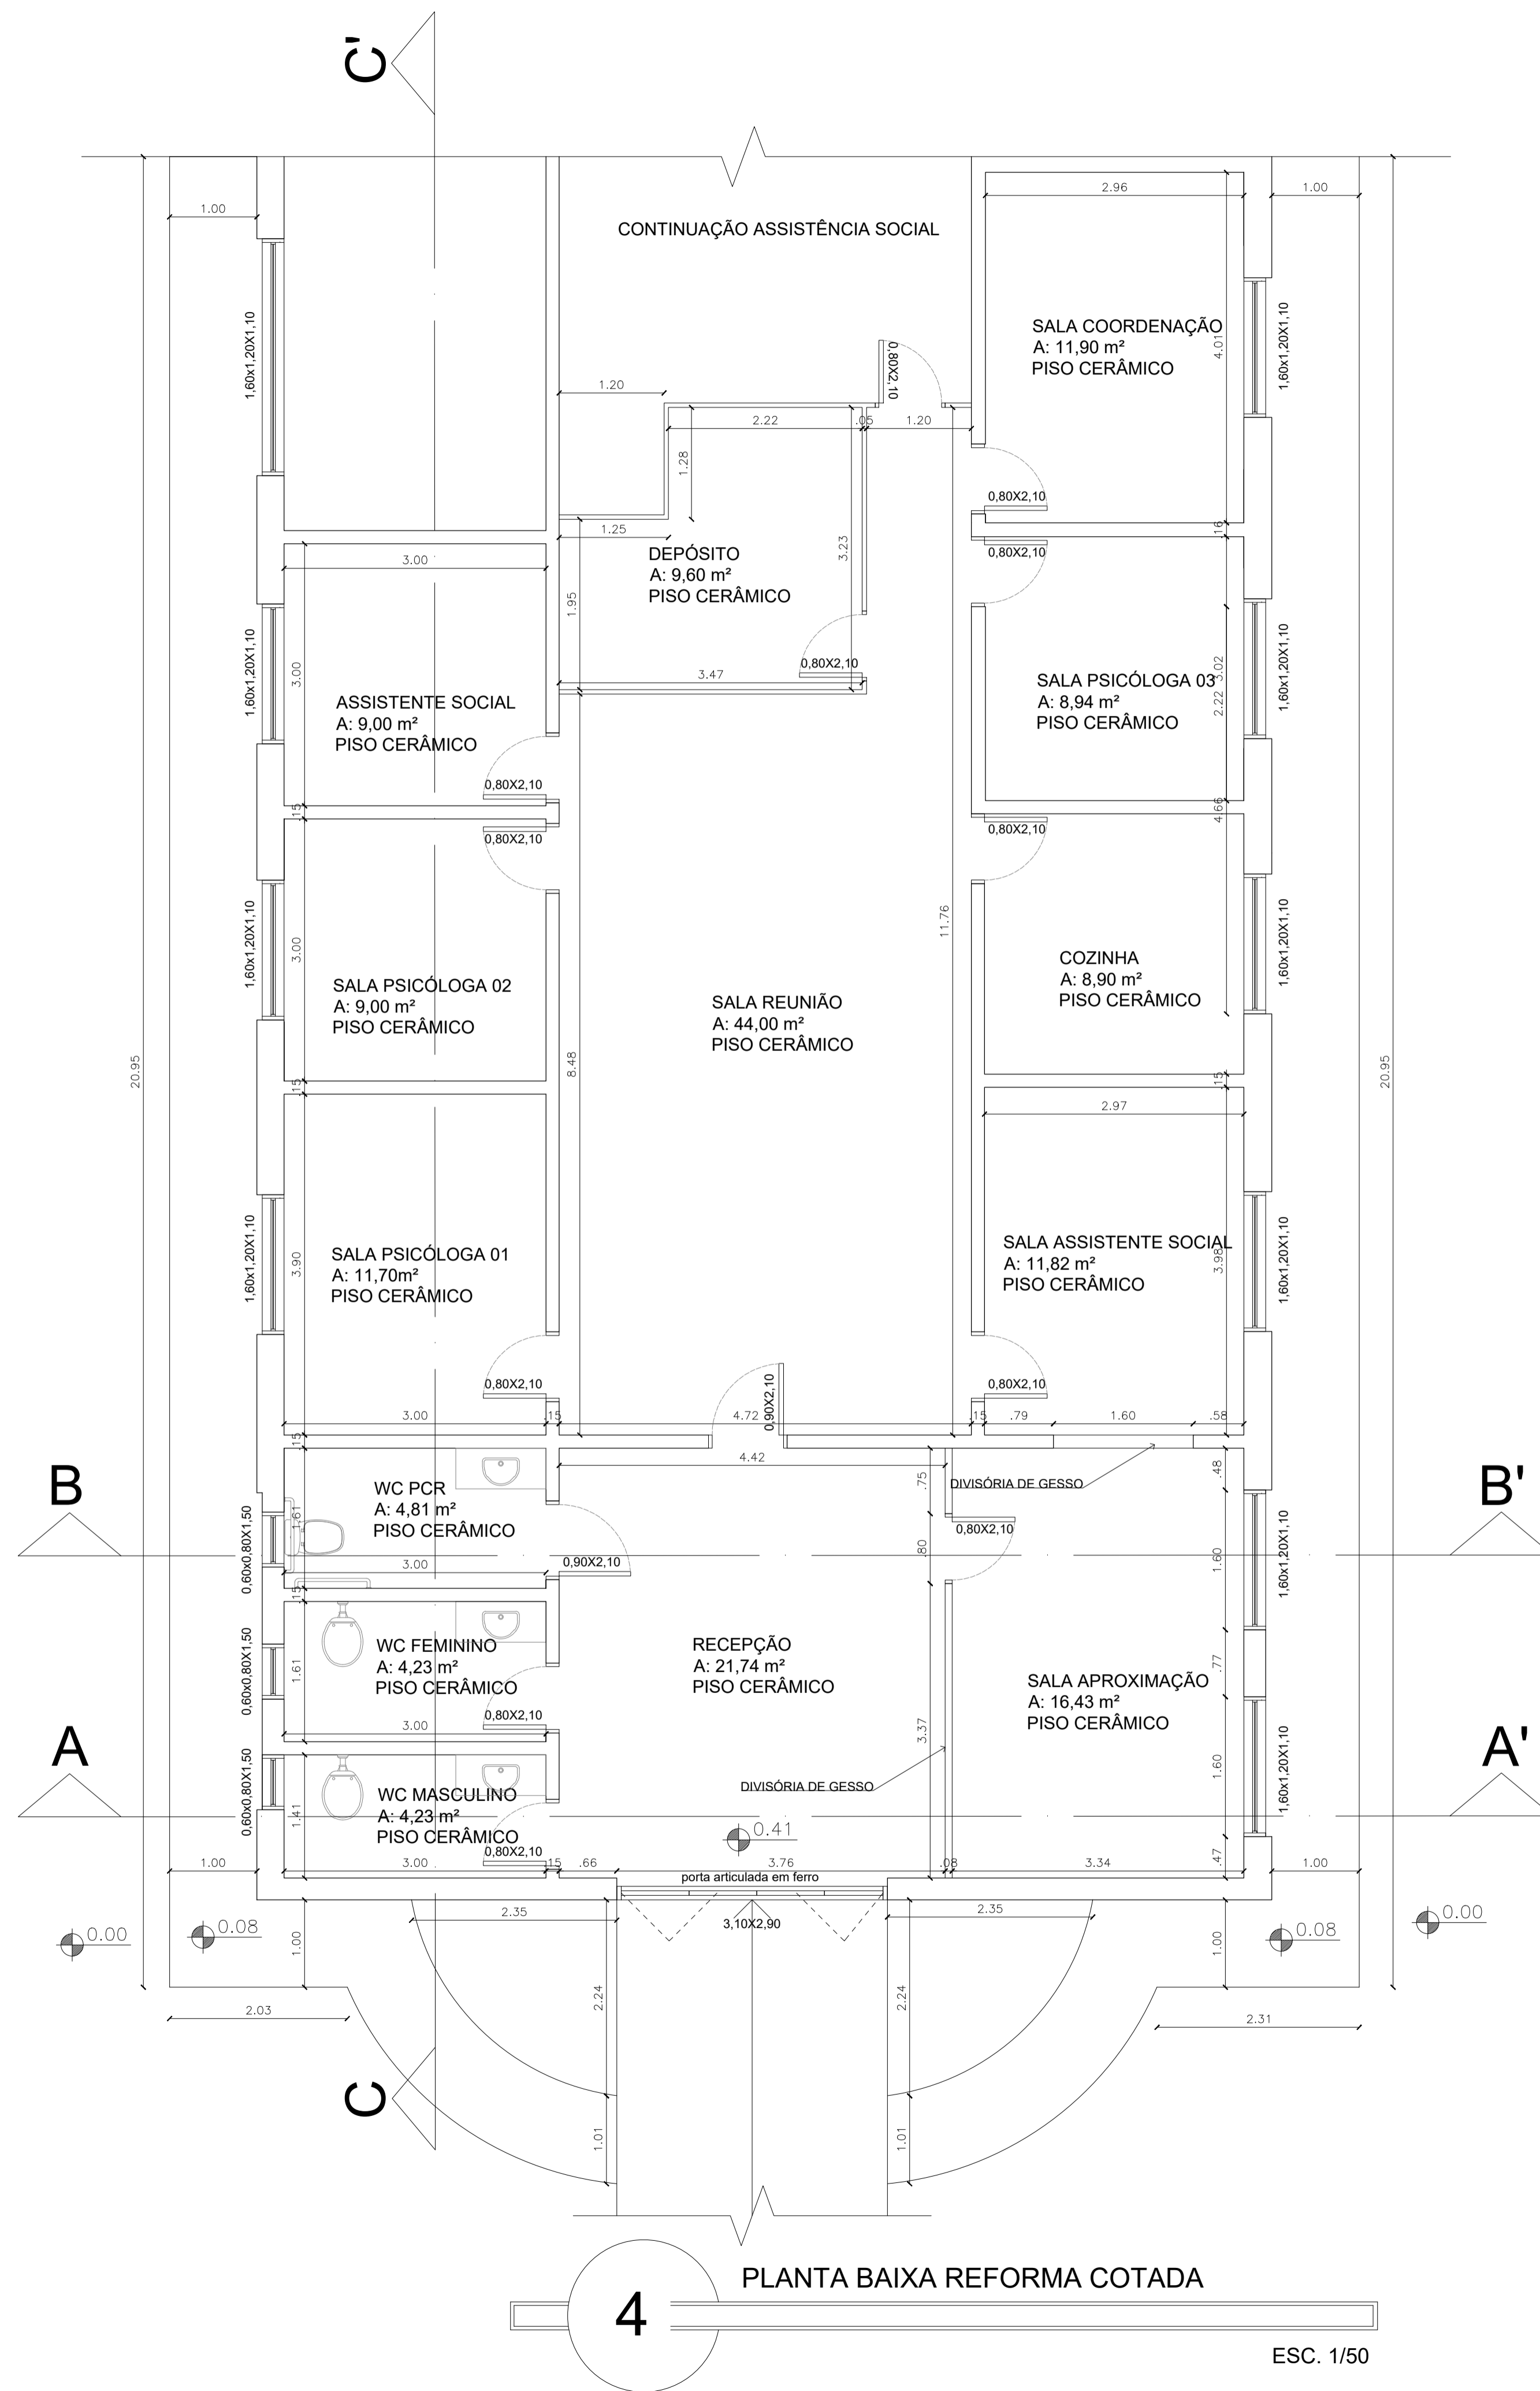 C'
1.00
2.96
1.00
CONTINUAÇÃO ASSISTÊNCIA SOCIAL
1,60x1,20X1,10
SALA COORDENAÇÃO
A: 11,90 m²
PISO CERÂMICO
4.01
1,60x1,20X1,10
0,80X2,10
1.20
2.22
.05
1.20
1.28
0,80X2,10
.16
1.25
3.00
DEPÓSITO
A: 9,60 m²
PISO CERÂMICO
3.23
1.95
0,80X2,10
3.47
0,80X2,10
1,60x1,20X1,10
3.00
ASSISTENTE SOCIAL
A: 9,00 m²
PISO CERÂMICO
0,80X2,10
SALA PSICÓLOGA 03
A: 8,94 m²
PISO CERÂMICO
3.02
2.22
1,60x1,20X1,10
.15
0,80X2,10
4.66
0,80X2,10
1,60x1,20X1,10
3.00
SALA PSICÓLOGA 02
A: 9,00 m²
PISO CERÂMICO
SALA REUNIÃO
A: 44,00 m²
PISO CERÂMICO
11.76
8.48
COZINHA
A: 8,90 m²
PISO CERÂMICO
1,60x1,20X1,10
20.95
20.95
.15
.15
2.97
1,60x1,20X1,10
3.90
SALA PSICÓLOGA 01
A: 11,70m²
PISO CERÂMICO
SALA ASSISTENTE SOCIAL
A: 11,82 m²
PISO CERÂMICO
3.98
1,60x1,20X1,10
0,80X2,10
0,90X2,10
0,80X2,10
3.00
.15
4.72
.15
.79
1.60
.58
.15
4.42
DIVISÓRIA DE GESSO
.75
.48
B
B'
WC PCR
A: 4,81 m²
PISO CERÂMICO
1.61
0,60x0,80X1,50
3.00
0,90X2,10
0,80X2,10
.80
1.60
1,60x1,20X1,10
.15
WC FEMININO
A: 4,23 m²
PISO CERÂMICO
1.61
0,60x0,80X1,50
0,80X2,10
3.00
RECEPÇÃO
A: 21,74 m²
PISO CERÂMICO
SALA APROXIMAÇÃO
A: 16,43 m²
PISO CERÂMICO
.77
3.37
1.60
1,60x1,20X1,10
A
A'
DIVISÓRIA DE GESSO
WC MASCULINO
A: 4,23 m²
PISO CERÂMICO
1.41
0,60x0,80X1,50
0,80X2,10
0.41
1.00
3.00
.15
.66
3.76
.08
3.34
.47
1.00
porta articulada em ferro
3,10X2,90
2.35
2.35
0.00
0.08
1.00
1.00
0.08
0.00
2.24
2.24
2.03
2.31
C
1.01
1.01
4
PLANTA BAIXA REFORMA COTADA
ESC. 1/50